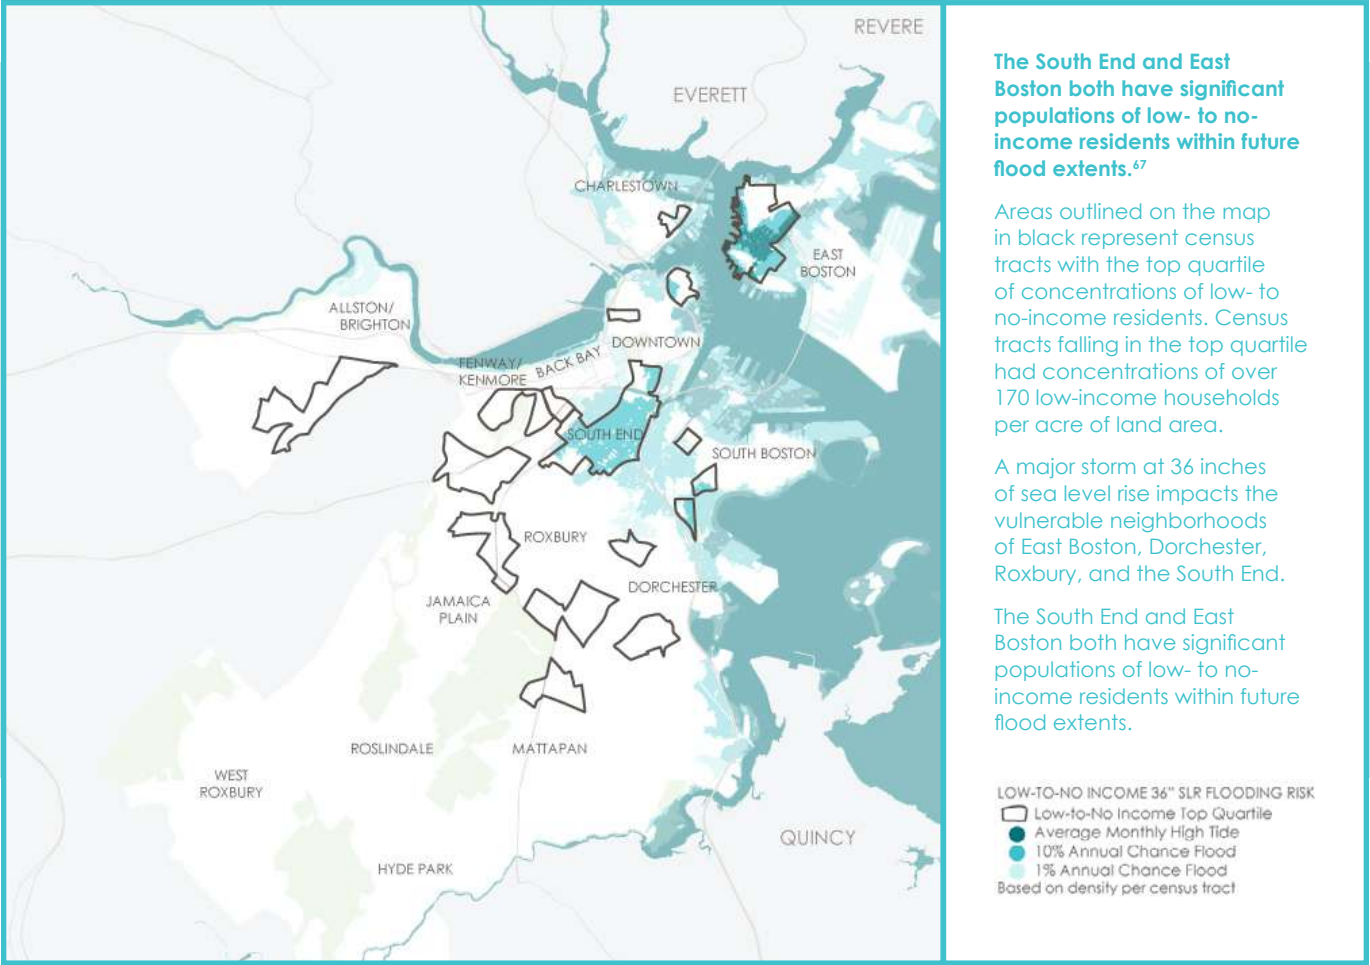 REVERE
EVERETT
CHARLESTOWN
EAST
BOSTON
ALLSTON/
BRIGHTON
DOWNTOWN
FENWAY/
KENMORE
BACK BAY
SOUTH END
SOUTH BOSTON
ROXBURY
DORCHESTER
JAMAICA
PLAIN
ROSLINDALE
MATTAPAN
WEST
ROXBURY
QUINCY
HYDE PARK
The South End and East
Boston both have significant
populations of low- to no-
income residents within future
flood extents.67
Areas outlined on the map
in black represent census
tracts with the top quartile
of concentrations of low- to
no-income residents. Census
tracts falling in the top quartile
had concentrations of over
170 low-income households
per acre of land area.
A major storm at 36 inches
of sea level rise impacts the
vulnerable neighborhoods
of East Boston, Dorchester,
Roxbury, and the South End.
The South End and East
Boston both have significant
populations of low- to no-
income residents within future
flood extents.
LOW-TO-NO INCOME 36" SLR FLOODING RISK
Low-to-No Income Top Quartile
Average Monthly High Tide
10% Annual Chance Flood
1% Annual Chance Flood
Based on density per census tract